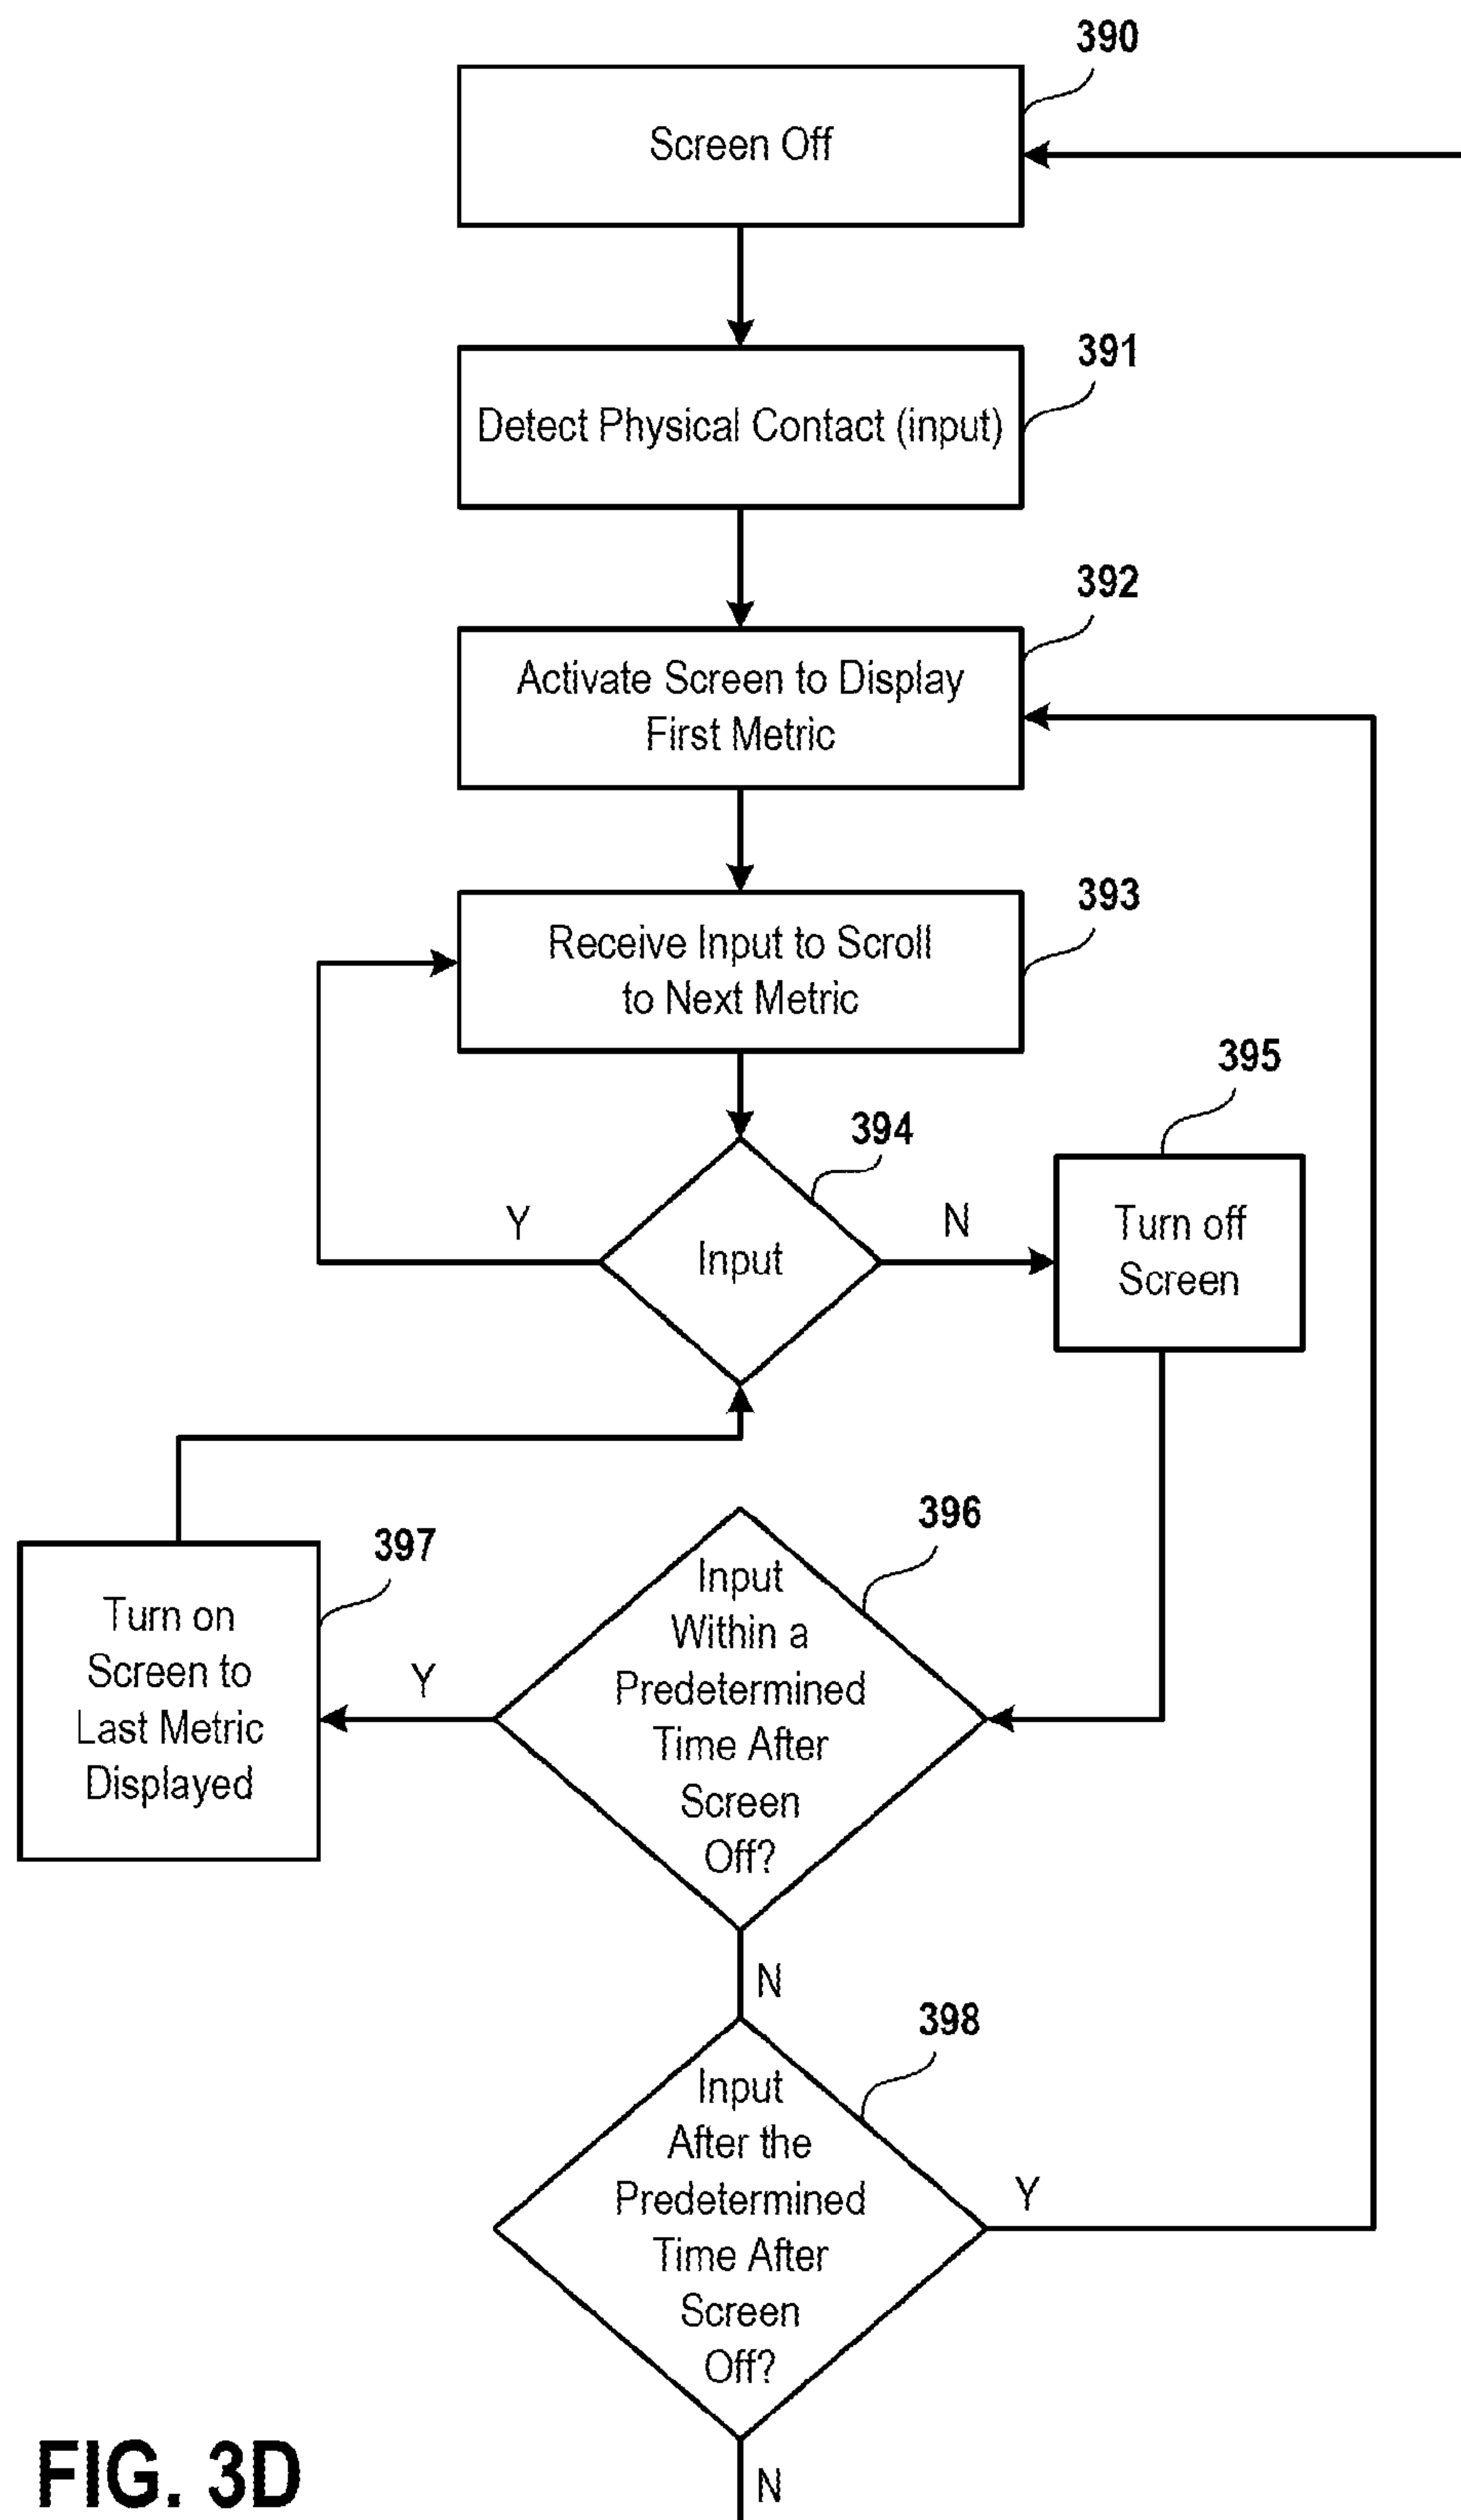 390
Screen Off
391
Detect Physical Contact (input)
392
Activate Screen to Display
First Metric
393
Receive Input to Scroll
to Next Metric
395
394
Turn off
Screen
Y
N
Input
396
397
Input
Within a
Predetermined
Time After
Screen
Off?
Turn on
Screen to
Last Metric
Displayed
Y
N
398
Input
After the
Predetermined
Time After
Screen
Off?
Y
N
FIG. 3D